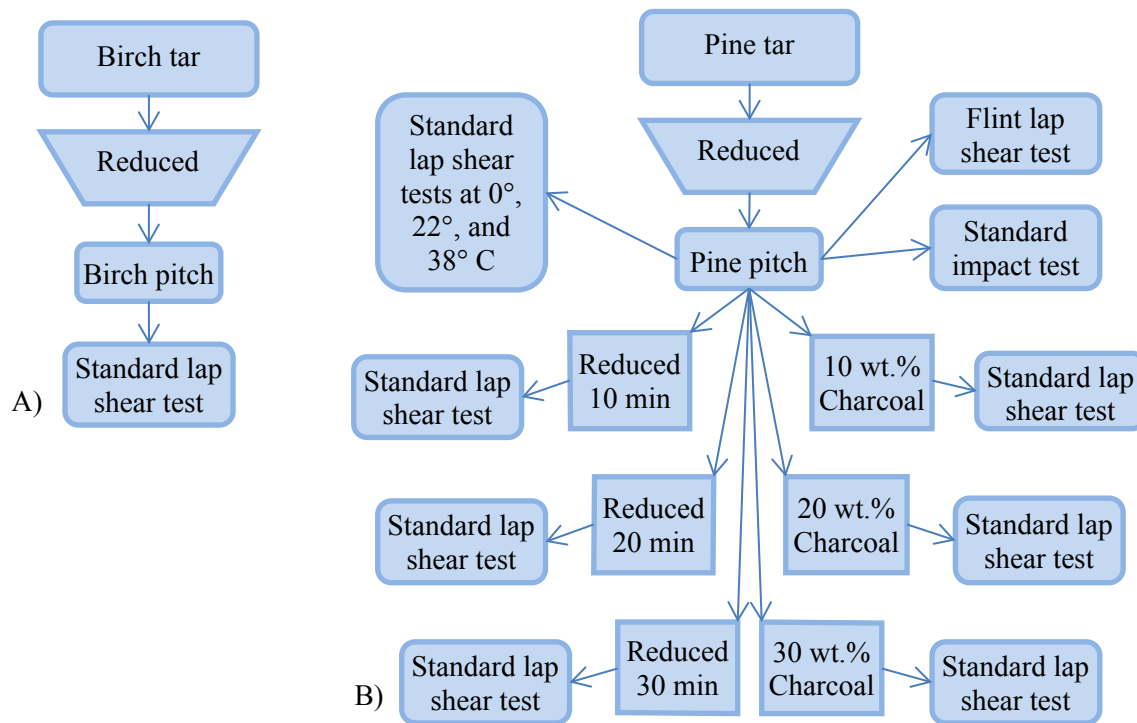 Birch tar
Reduced
Birch pitch
Standard lap
shear test
A)
Pine tar
Reduced
Pine pitch
Standard
lap shear
tests at 0°,
22°, and
38° C
Flint lap
shear test
Standard
impact test
Reduced
10 min
Standard lap
shear test
10 wt.%
Charcoal
Standard lap
shear test
Reduced
20 min
Standard lap
shear test
20 wt.%
Charcoal
Standard lap
shear test
Reduced
30 min
Standard lap
shear test
30 wt.%
Charcoal
Standard lap
shear test
B)